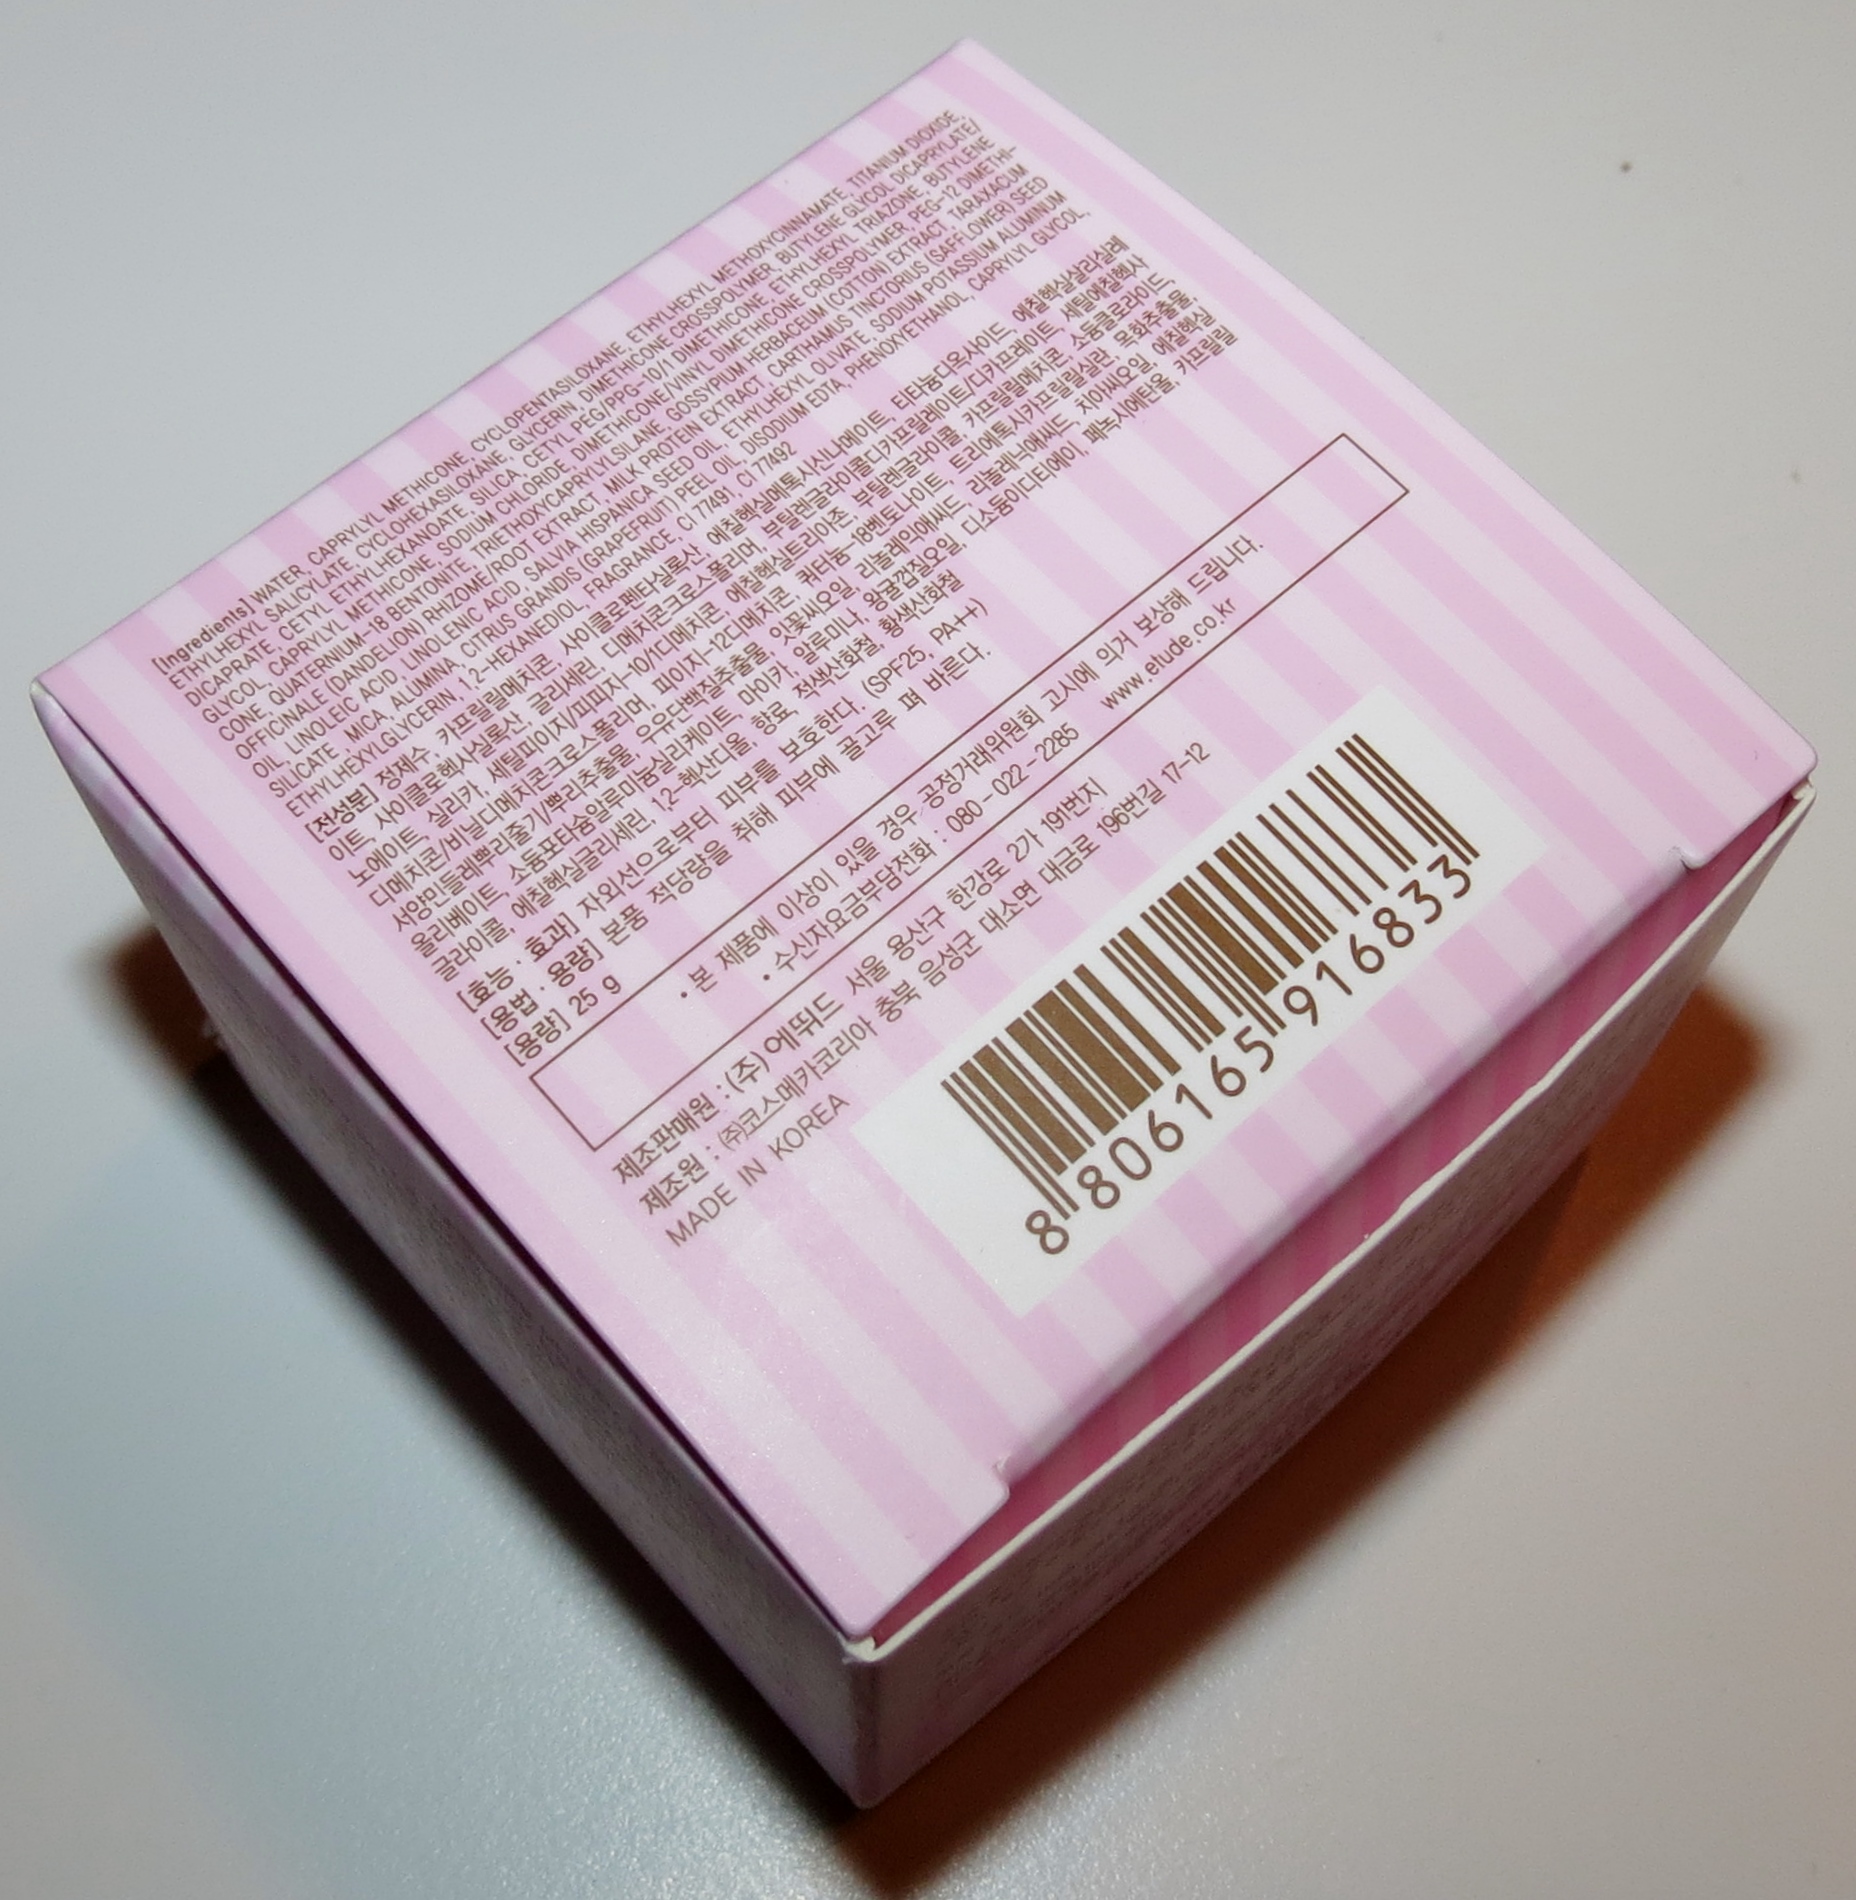 [Ingredients] WATER, CAPRYLYL METHICONE, CYCLOPENTASILOXANE, ETHYLHEXYL METHOXYCINNAMATE, TITANIUM DIOXIDE,
ETHYLHEXYL SALICYLATE, CYCLOHEXASILOXANE, GLYCERIN, DIMETHICONE CROSSPOLYMER, BUTYLENE GLYCOL DICAPRYLATE/
DICAPRATE, CETYL ETHYLHEXANOATE, SILICA, CETYL PEG/PPG-10/1 DIMETHICONE, ETHYLHEXYL TRIAZONE, BUTYLENE
GLYCOL, CAPRYLYL METHICONE, SODIUM CHLORIDE, DIMETHICONE/VINYL DIMETHICONE CROSSPOLYMER, PEG-12 DIMETHI-
CONE, QUATERNIUM-18 BENTONITE, TRIETHOXYCAPRYLYLSILANE, GOSSYPIUM HERBACEUM (COTTON) EXTRACT, TARAXACUM
OFFICINALE (DANDELION) RHIZOME/ROOT EXTRACT, MILK PROTEIN EXTRACT, CARTHAMUS TINCTORIUS (SAFFLOWER) SEED
OIL, LINOLEIC ACID, LINOLENIC ACID, SALVIA HISPANICA SEED OIL, ETHYLHEXYL OLIVATE, SODIUM POTASSIUM ALUMINUM
SILICATE, MICA, ALUMINA, CITRUS GRANDIS (GRAPEFRUIT) PEEL OIL, DISODIUM EDTA, PHENOXYETHANOL, CAPRYLYL GLYCOL,
ETHYLHEXYLGLYCERIN, 1,2-HEXANEDIOL, FRAGRANCE, CI 77491, CI 77492
[전성분] 정제수, 카프릴릴메치콘, 사이클로펜타실록산, 에칠헥실메톡시신나메이트, 티타늄디옥사이드, 에칠헥실살리실레
이트, 사이클로헥사실록산, 글리세린, 디메치콘크로스폴리머, 부틸렌글라이콜디카프릴레이트/디카프레이트, 세틸에칠헥사
노에이트, 실리카, 세틸피이지/피피지-10/1디메치콘, 에칠헥실트리아존, 부틸렌글라이콜, 카프릴릴메치콘, 소듐클로라이드,
디메치콘/비닐디메치콘크로스폴리머, 피이지-12디메치콘, 쿼터늄-18벤토나이트, 트리에톡시카프릴릴실란, 목화추출물,
서양민들레뿌리줄기/뿌리추출물, 우유단백질추출물, 잇꽃씨오일, 리놀레익애씨드, 리놀레닉애씨드, 치아씨오일, 에칠헥실
올리베이트, 소듐포타슘알루미늄실리케이트, 마이카, 알루미나, 왕귤껍질오일, 디소듐이디티에이, 페녹시에탄올, 카프릴릴
글라이콜, 에칠헥실글리세린, 1,2-헥산디올, 향료, 적색산화철, 황색산화철
[효능 · 효과] 자외선으로부터 피부를 보호한다. (SPF25, PA++)
[용법 · 용량] 본품 적당량을 취해 피부에 골고루 펴 바른다.
[용량] 25 g
• 본 제품에 이상이 있을 경우 공정거래위원회 고시에 의거 보상해 드립니다.
• 수신자요금부담전화 : 080-022-2285 www.etude.co.kr
제조판매원 : (주) 에뛰드 서울 용산구 한강로 2가 191번지
제조원 : ㈜코스메카코리아 충북 음성군 대소면 대금로 196번길 17-12
MADE IN KOREA
8 806165 916833